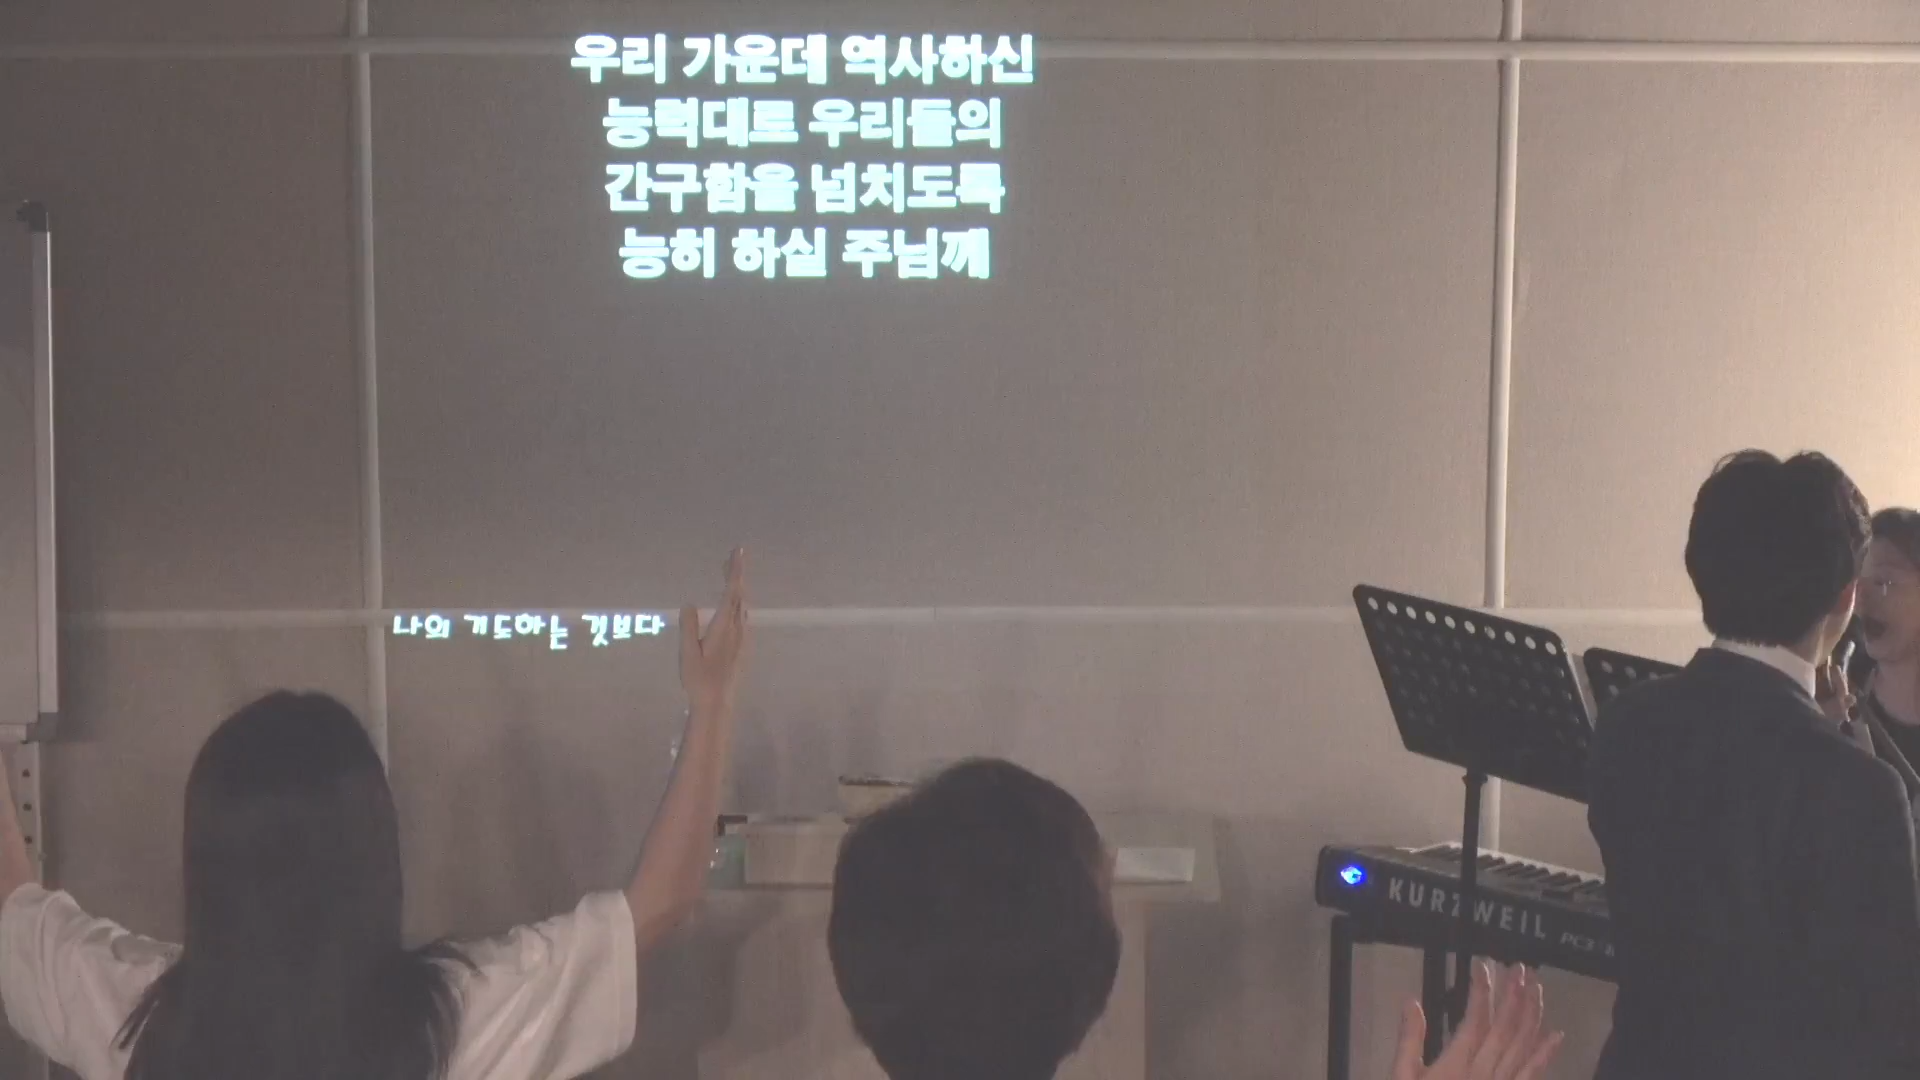 우리 가운데 역사하신
능력대로 우리들의
간구함을 넘치도록
능히 하실 주님께
나의 기도하는 것보다
KURZWEIL
PC3